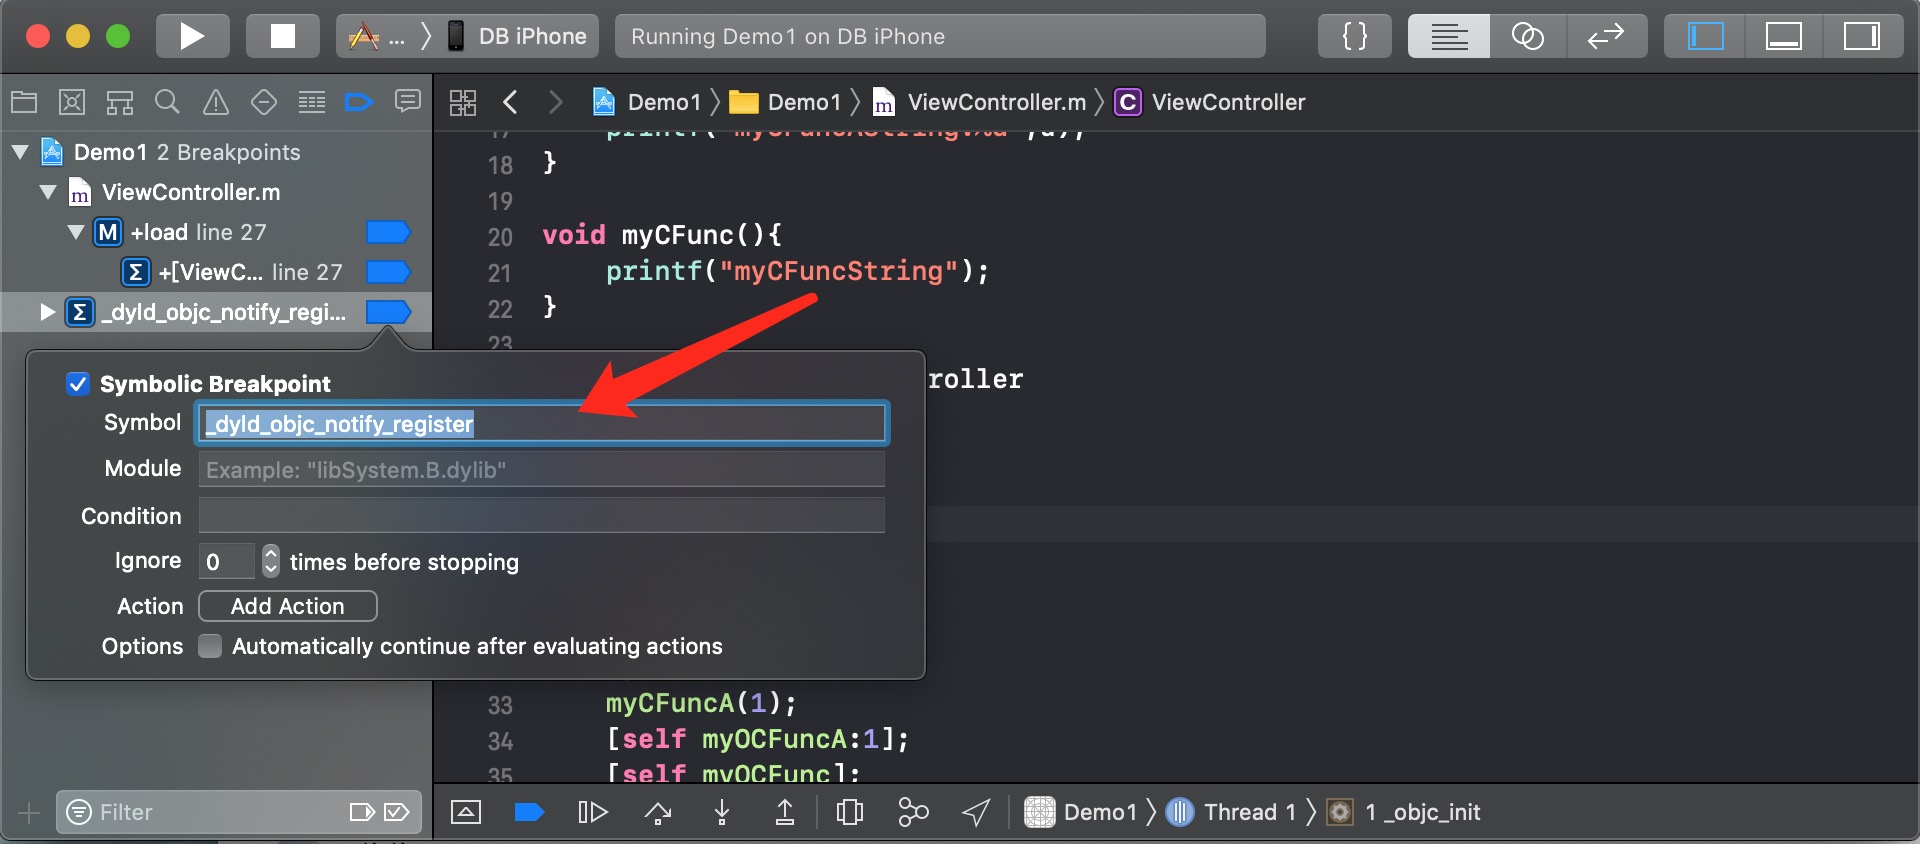 ... 〉 DB iPhone
Running Demo1 on DB iPhone
{ }
Demo1 〉 Demo1 〉 m ViewController.m 〉 C ViewController
Demo1 2 Breakpoints
m ViewController.m
M +load line 27
Σ +[ViewC... line 27
Σ _dyld_objc_notify_regi...
17 printf("myCFuncAString:%d",a);
18 }
19
20 void myCFunc(){
21 printf("myCFuncString");
22 }
23
roller
Symbolic Breakpoint
Symbol _dyld_objc_notify_register
Module Example: "libSystem.B.dylib"
Condition
Ignore 0 times before stopping
Action Add Action
Options Automatically continue after evaluating actions
33 myCFuncA(1);
34 [self myOCFuncA:1];
35 [self myOCFunc];
Filter
Demo1 〉 Thread 1 〉 1 _objc_init